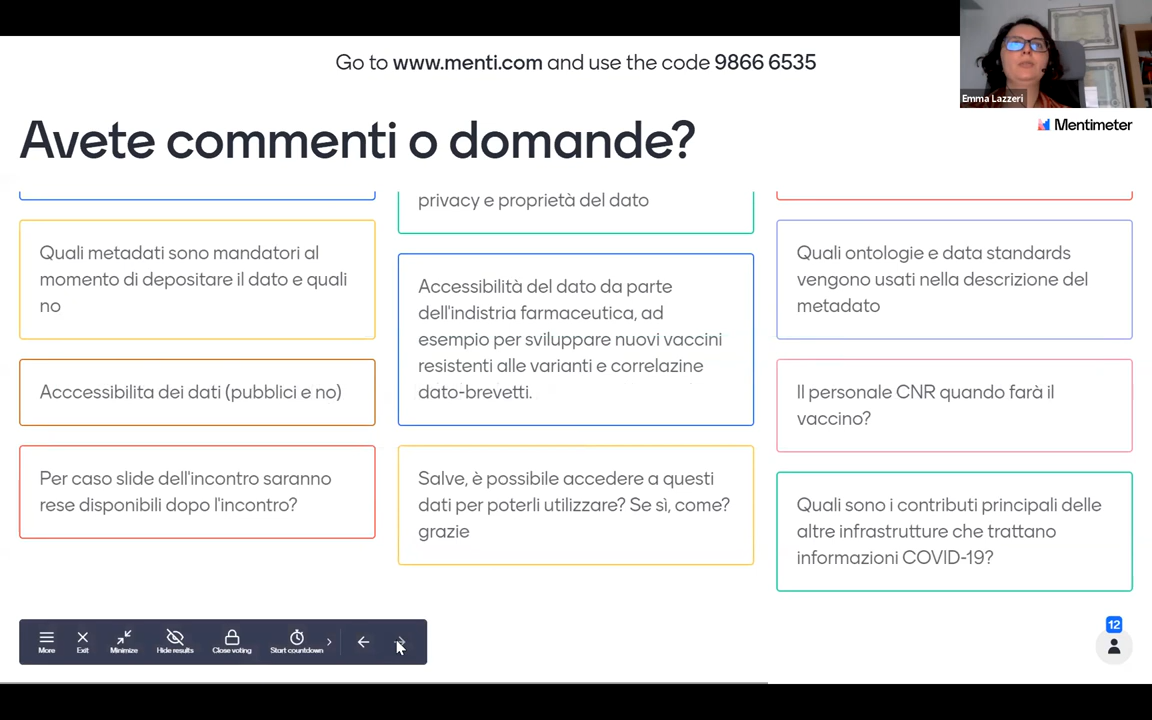 Go to www.menti.com and use the code 9866 6535
Emma Lazzeri
Mentimeter
Avete commenti o domande?
Quali metadati sono mandatori al
momento di depositare il dato e quali
no
Acccessibilita dei dati (pubblici e no)
Per caso slide dell'incontro saranno
rese disponibili dopo l'incontro?
privacy e proprietà del dato
Accessibilità del dato da parte
dell'indistria farmaceutica, ad
esempio per sviluppare nuovi vaccini
resistenti alle varianti e correlazine
dato-brevetti.
Salve, è possibile accedere a questi
dati per poterli utilizzare? Se sì, come?
grazie
Quali ontologie e data standards
vengono usati nella descrizione del
metadato
Il personale CNR quando farà il
vaccino?
Quali sono i contributi principali delle
altre infrastrutture che trattano
informazioni COVID-19?
More
Exit
Minimize
Hide results
Close voting
Start countdown
12